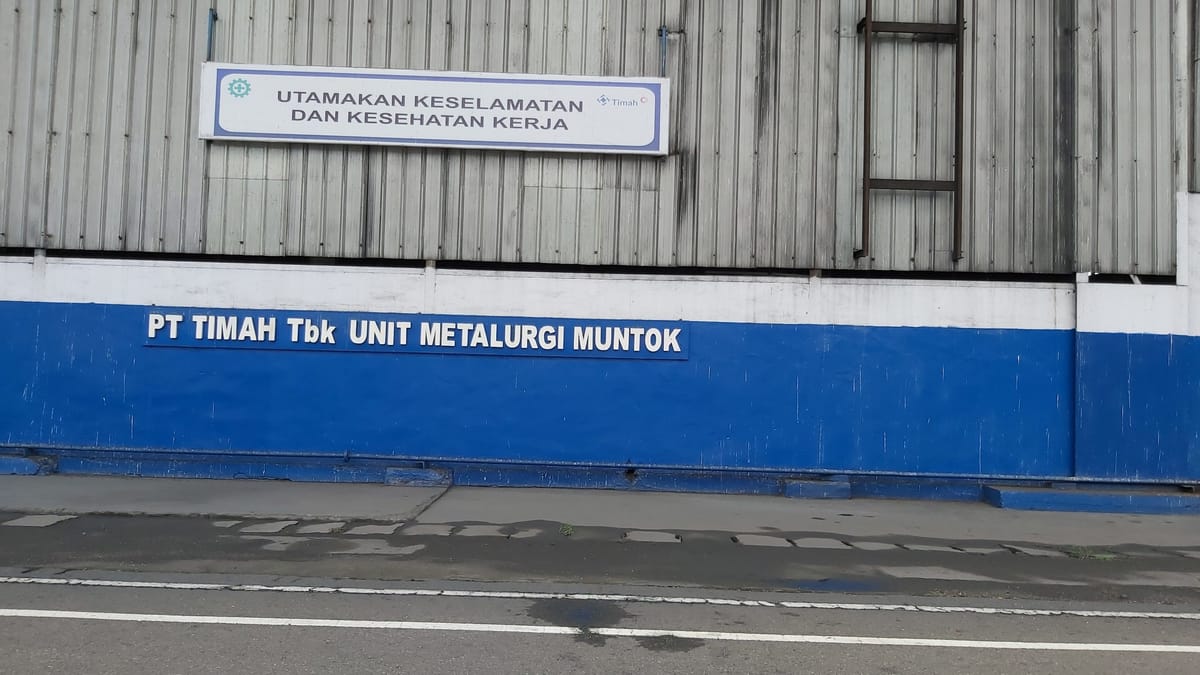 UTAMAKAN KESELAMATAN
DAN KESEHATAN KERJA
Timah
PT TIMAH Tbk UNIT METALURGI MUNTOK